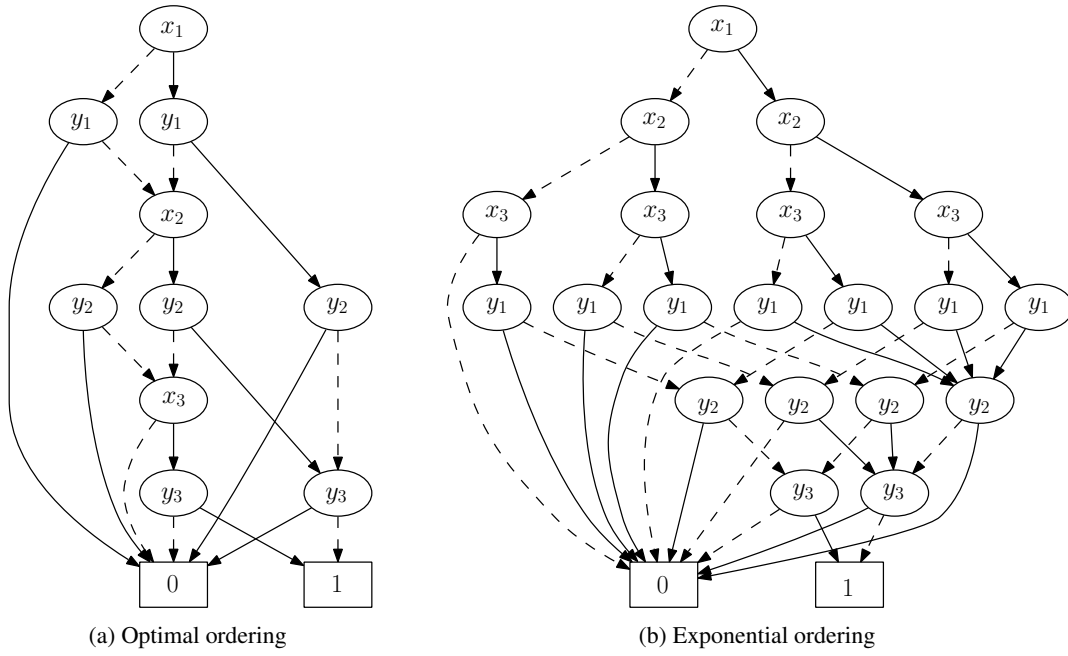 x₁ x₁
y₁ y₁ x₂ x₂
x₂ x₃ x₃ x₃ x₃
y₂ y₂ y₂ y₁ y₁ y₁ y₁ y₁ y₁ y₁
x₃ y₂ y₂ y₂ y₂
y₃ y₃ y₃ y₃
0 1 0 1
(a) Optimal ordering (b) Exponential ordering